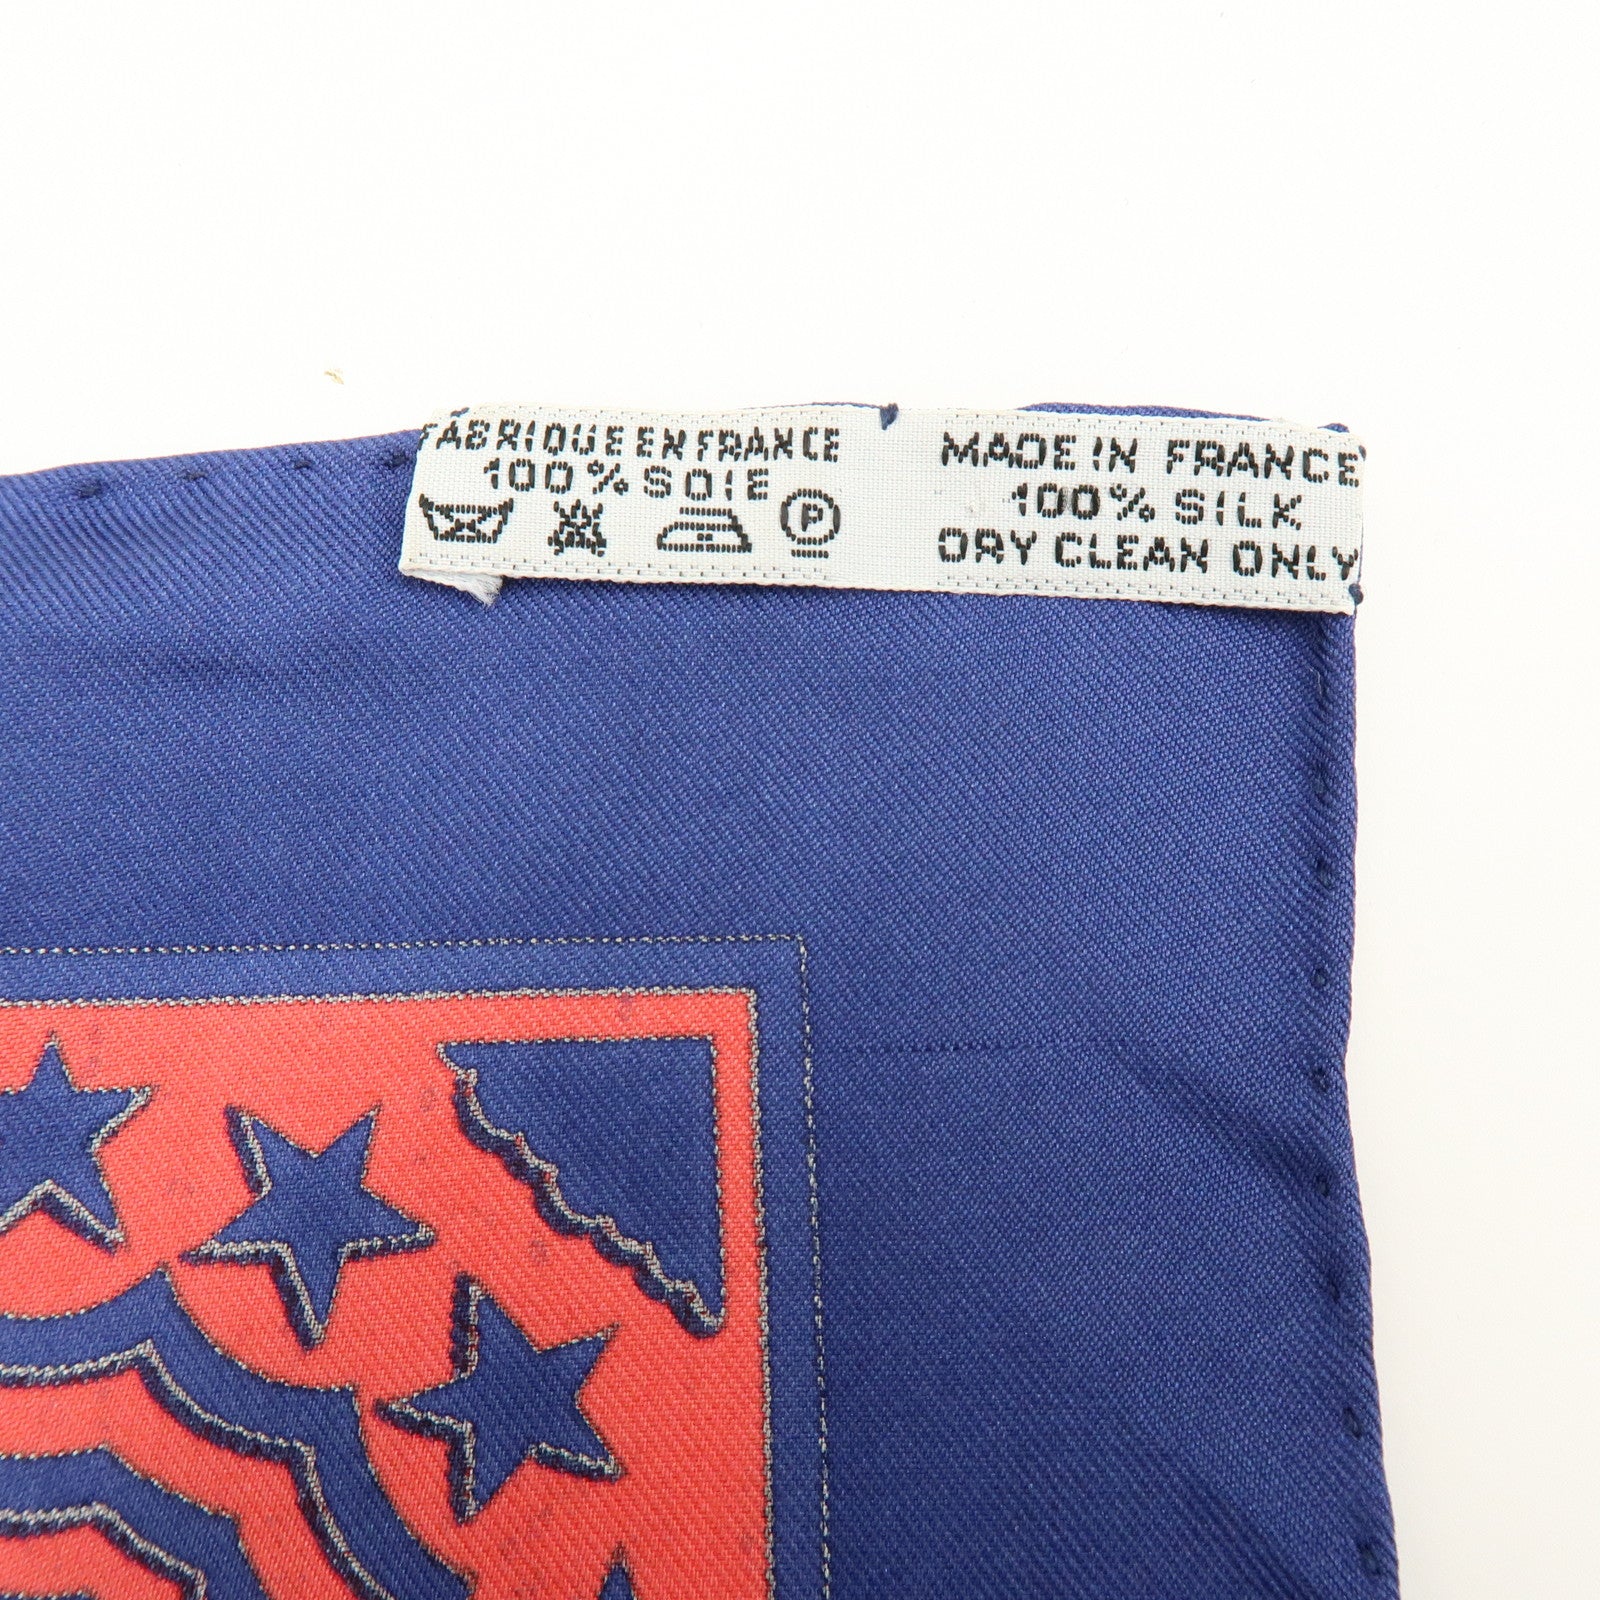 FABRIQUE EN FRANCE
100% SOIE
P
MADE IN FRANCE
100% SILK
DRY CLEAN ONLY